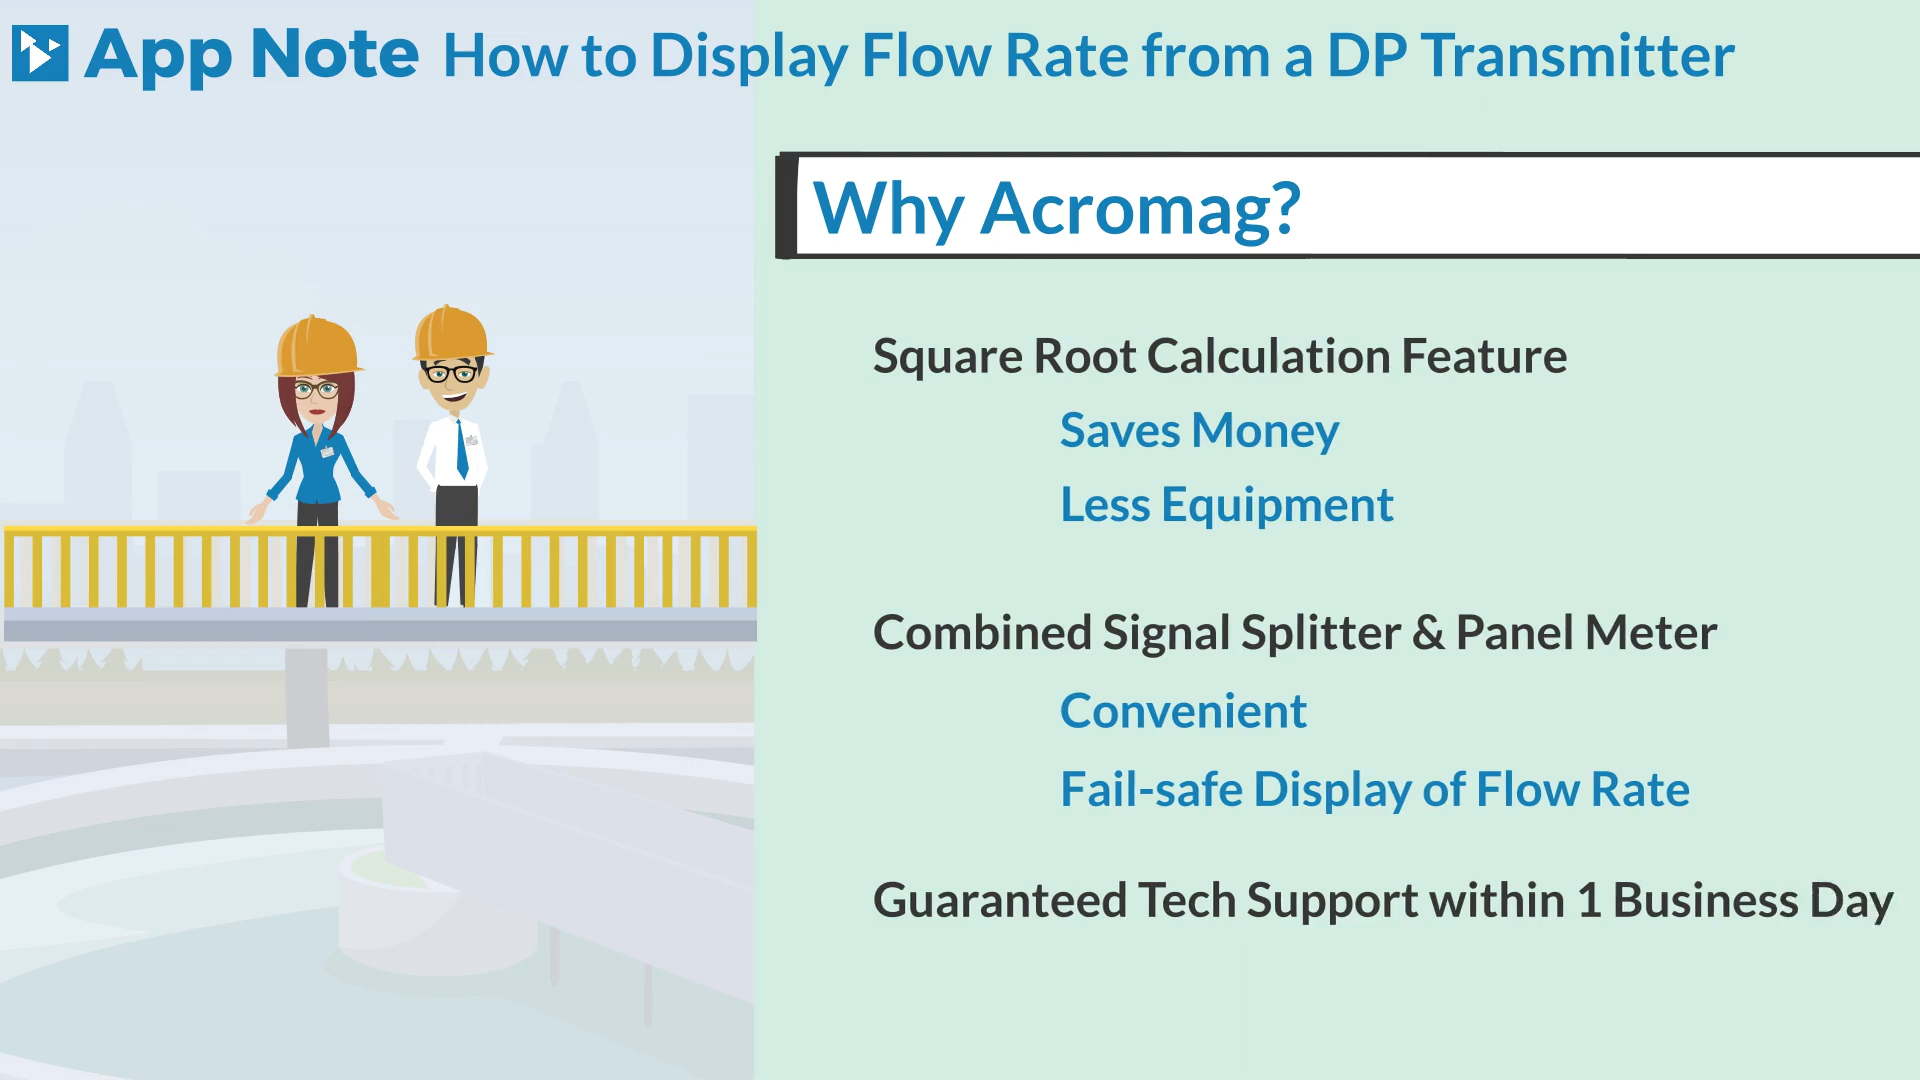 App Note How to Display Flow Rate from a DP Transmitter
Why Acromag?
Square Root Calculation Feature
Saves Money
Less Equipment
Combined Signal Splitter & Panel Meter
Convenient
Fail-safe Display of Flow Rate
Guaranteed Tech Support within 1 Business Day